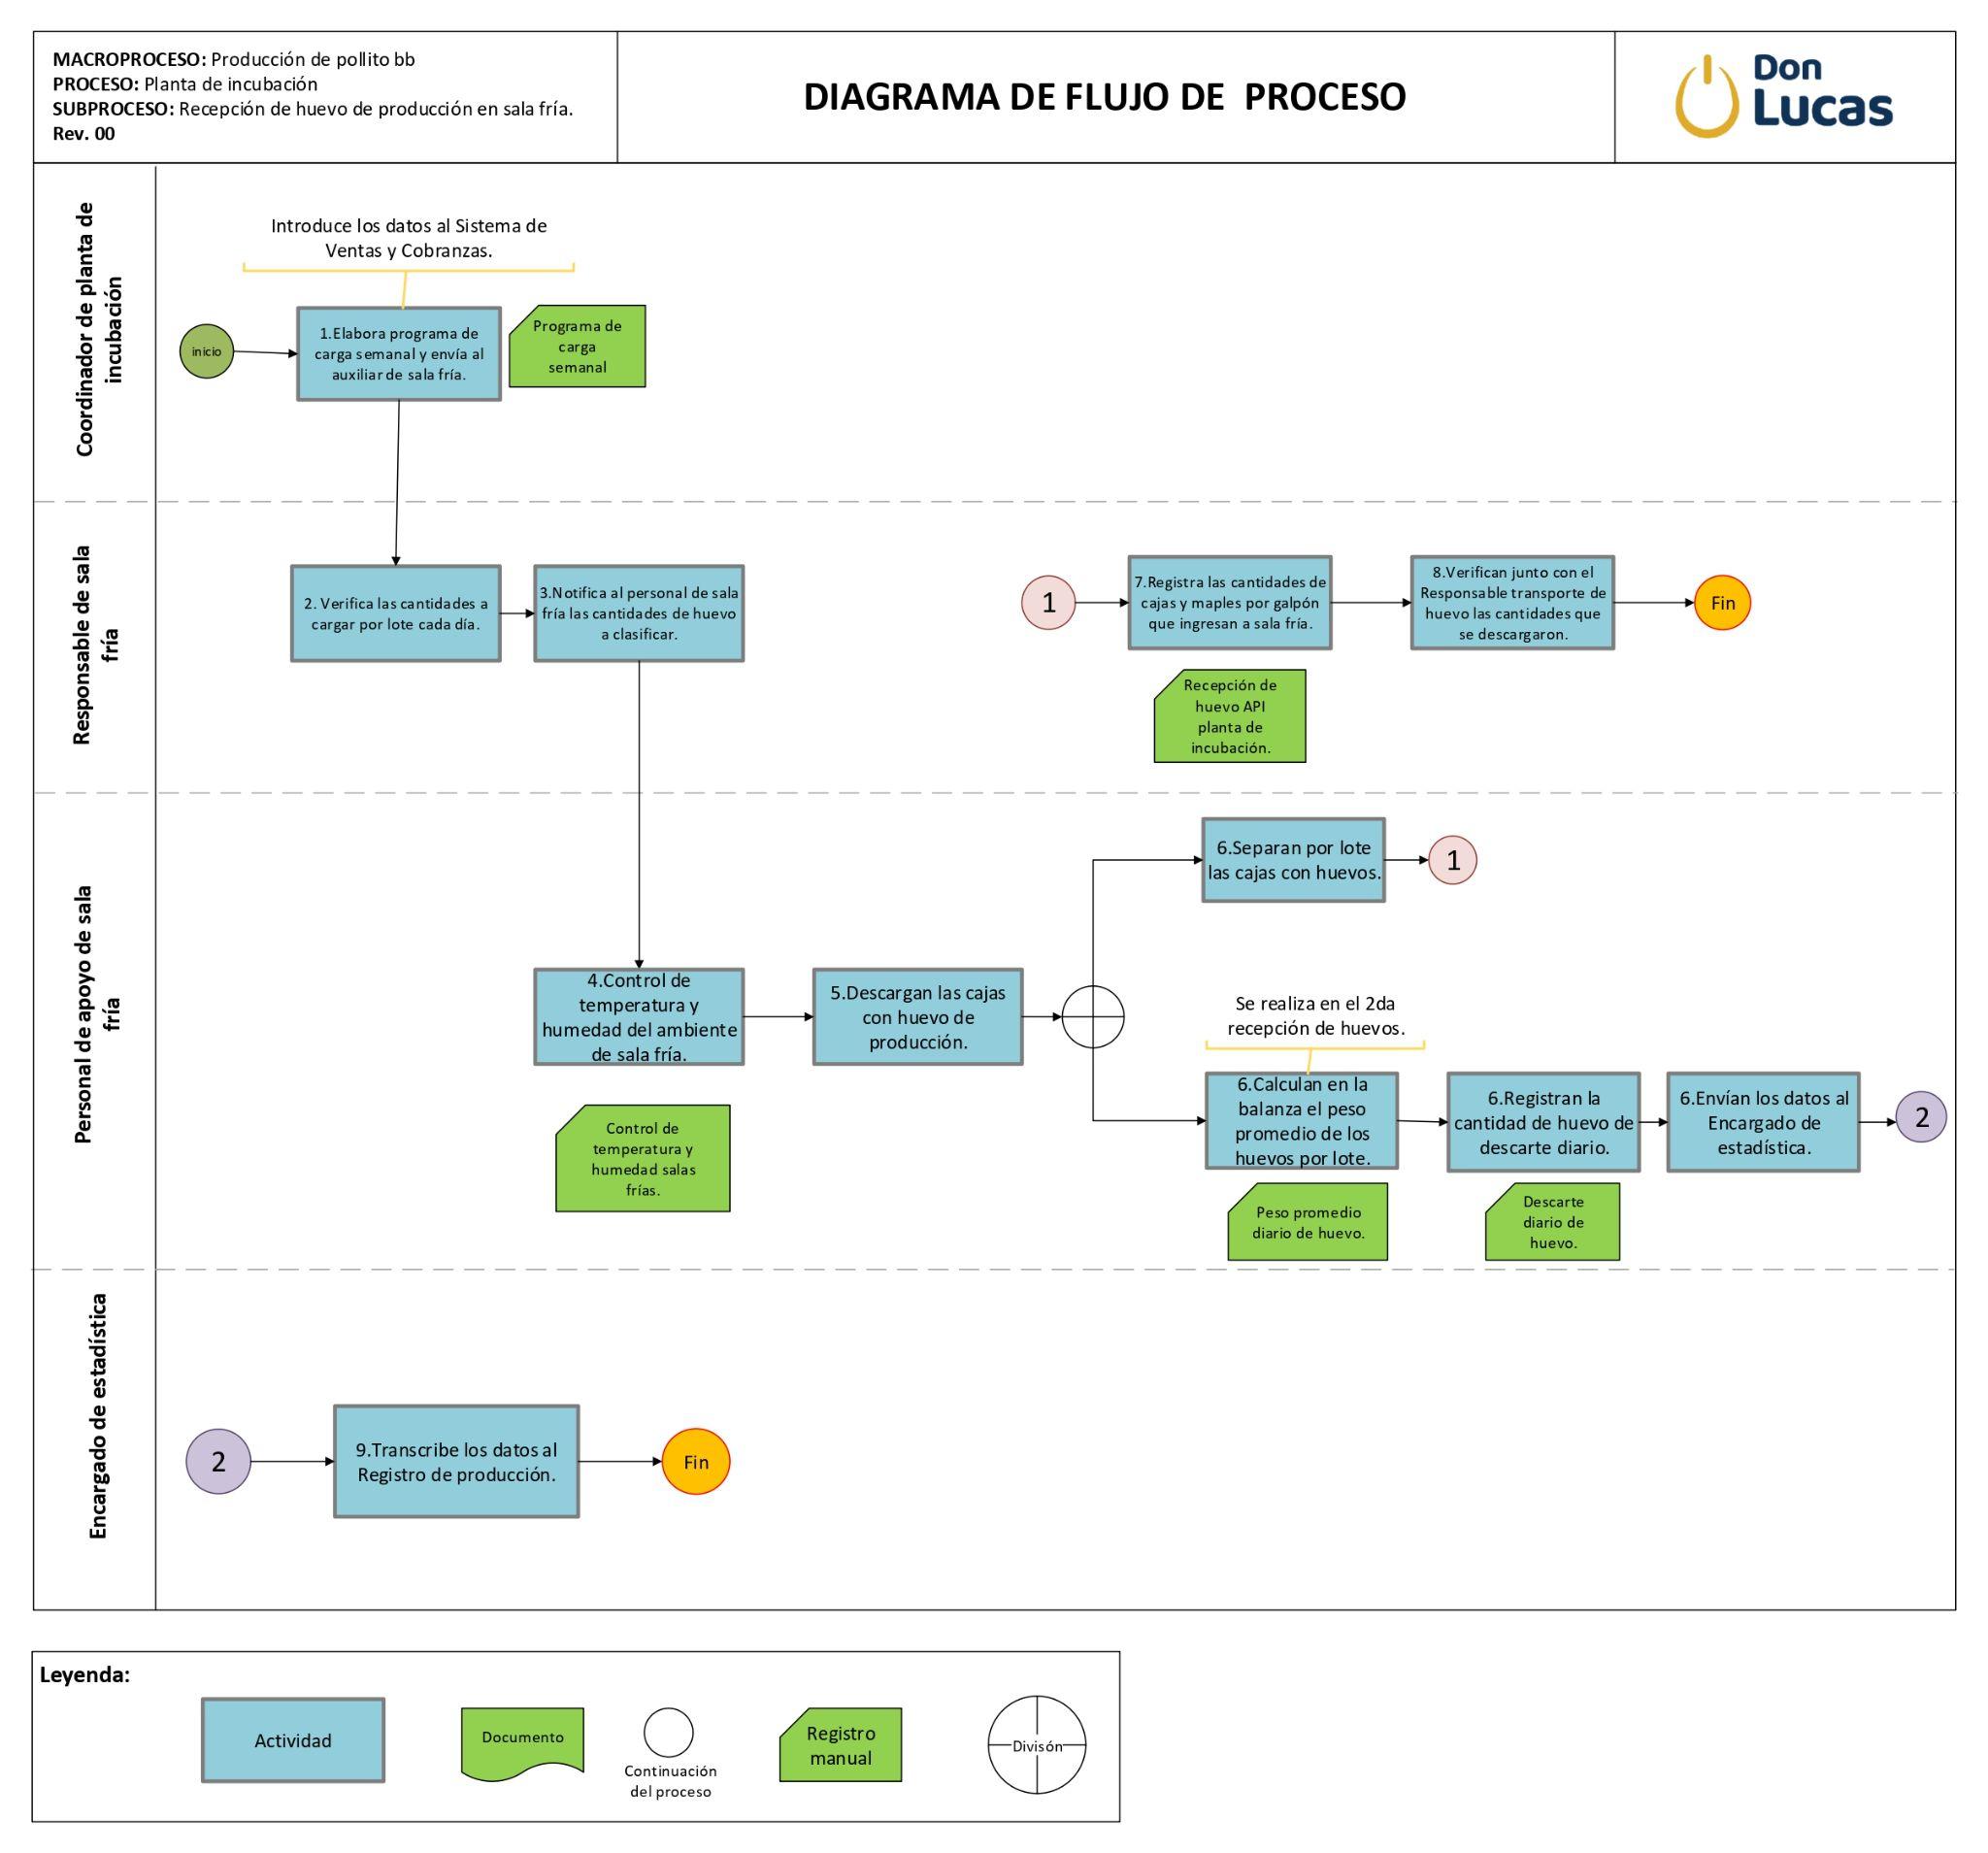 MACROPROCESO: Producción de pollito bb
PROCESO: Planta de incubación
SUBPROCESO: Recepción de huevo de producción en sala fría.
Rev. 00
DIAGRAMA DE FLUJO DE PROCESO
Don
Lucas
Coordinador de planta de
incubación
Introduce los datos al Sistema de
Ventas y Cobranzas.
inicio
1.Elabora programa de
carga semanal y envía al
auxiliar de sala fría.
Programa de
carga
semanal
Responsable de sala
fría
2. Verifica las cantidades a
cargar por lote cada día.
3.Notifica al personal de sala
fría las cantidades de huevo
a clasificar.
1
7.Registra las cantidades de
cajas y maples por galpón
que ingresan a sala fría.
8.Verifican junto con el
Responsable transporte de
huevo las cantidades que
se descargaron.
Fin
Recepción de
huevo API
planta de
incubación.
Personal de apoyo de sala
fría
6.Separan por lote
las cajas con huevos.
1
4.Control de
temperatura y
humedad del ambiente
de sala fría.
5.Descargan las cajas
con huevo de
producción.
Se realiza en el 2da
recepción de huevos.
6.Calculan en la
balanza el peso
promedio de los
huevos por lote.
6.Registran la
cantidad de huevo de
descarte diario.
6.Envían los datos al
Encargado de
estadística.
2
Control de
temperatura y
humedad salas
frías.
Peso promedio
diario de huevo.
Descarte
diario de
huevo.
Encargado de estadística
2
9.Transcribe los datos al
Registro de producción.
Fin
Leyenda:
Actividad
Documento
Continuación
del proceso
Registro
manual
Divisón